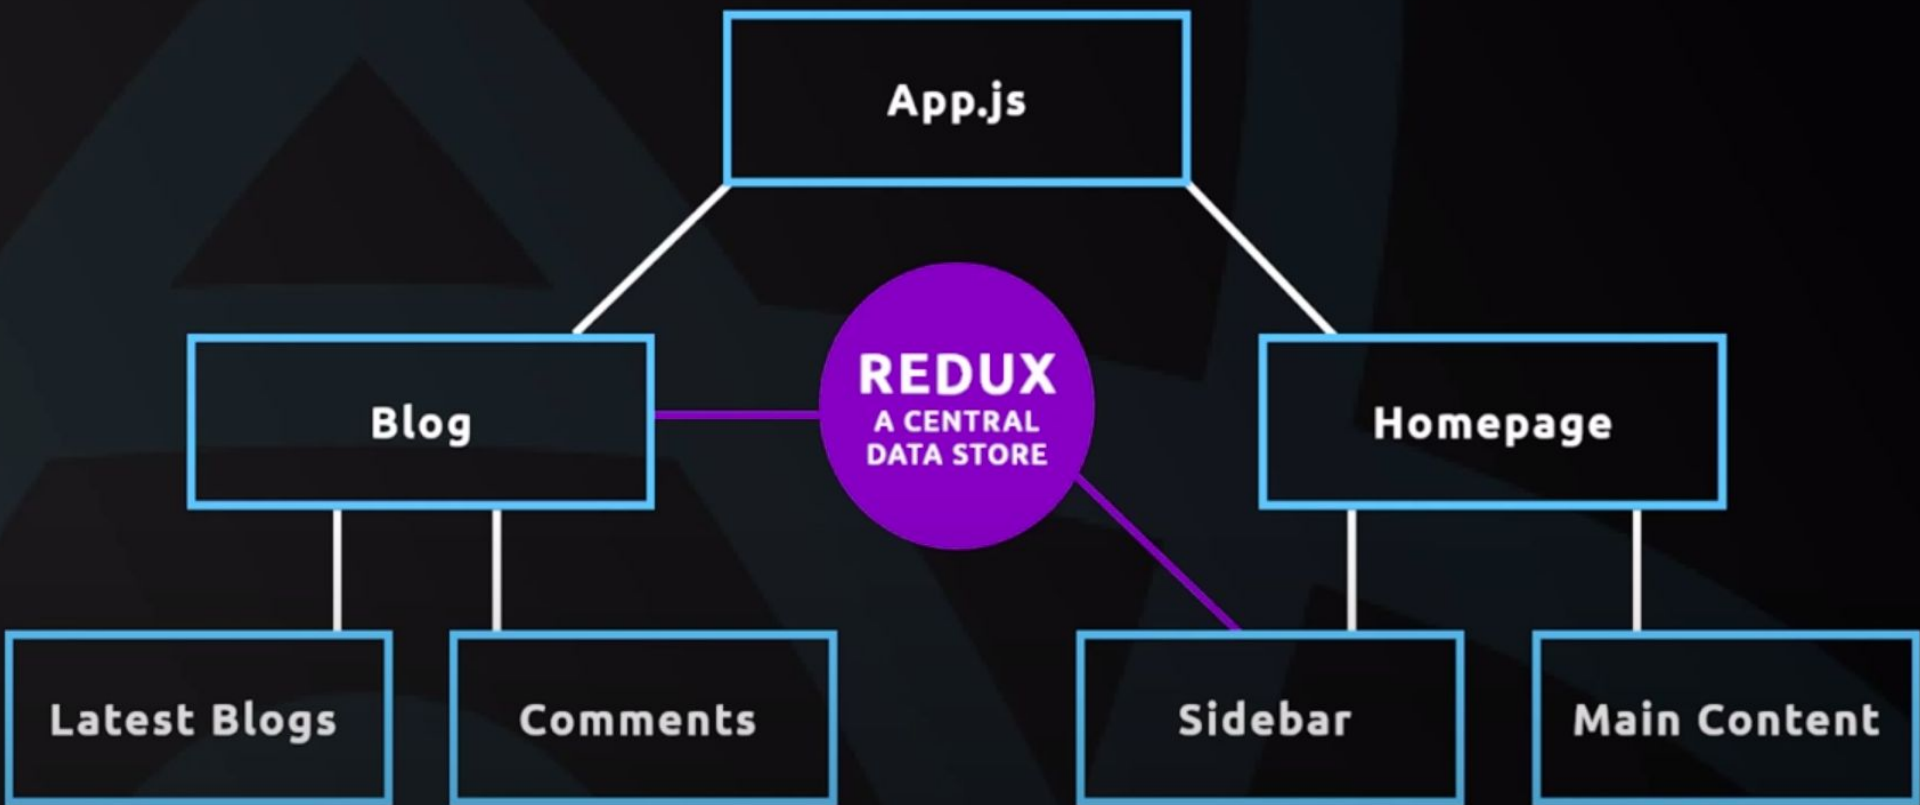 App.js
Blog
REDUX
A CENTRAL
DATA STORE
Homepage
Latest Blogs
Comments
Sidebar
Main Content